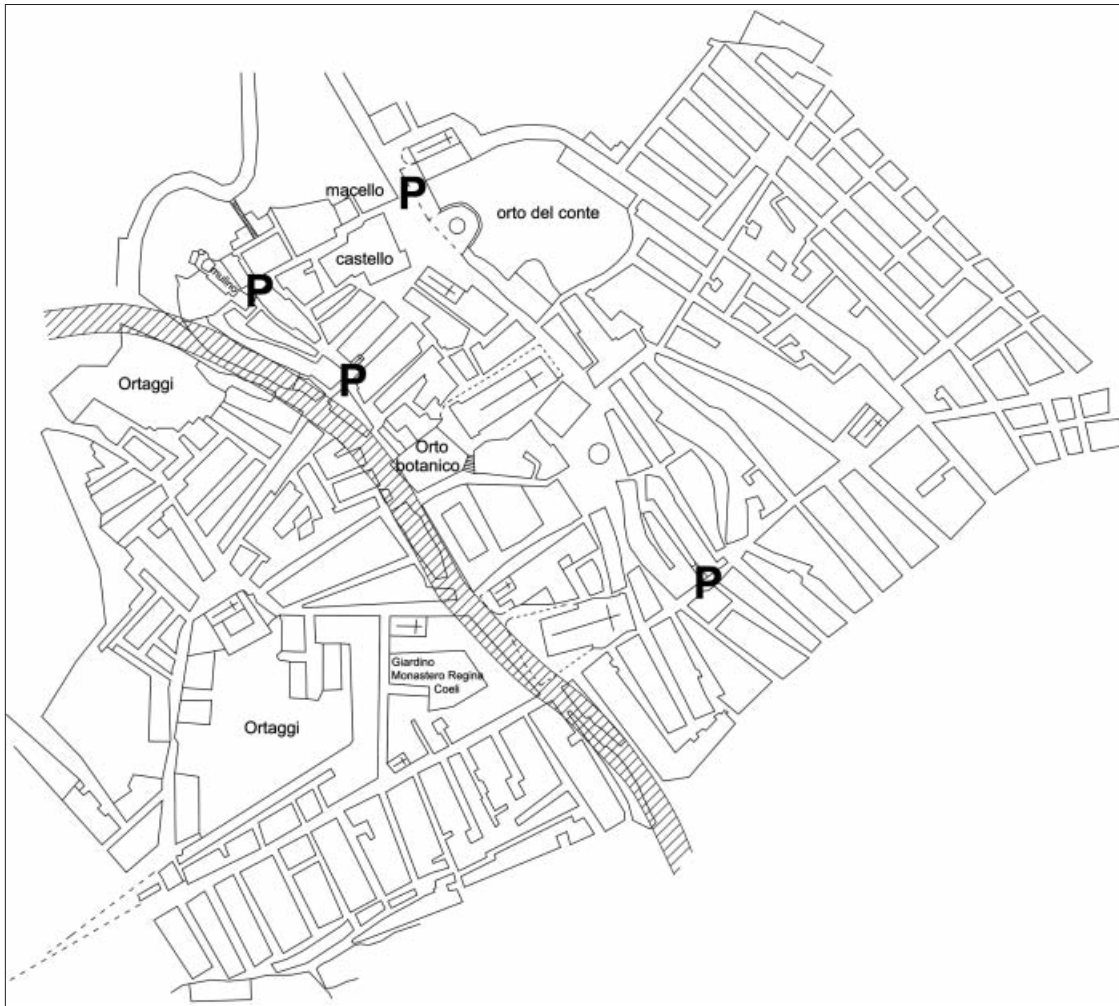 P
macello
orto del conte
castello
mulino
P
P
Ortaggi
Orto
botanico
P
Giardino
Monastero Regina
Coeli
Ortaggi